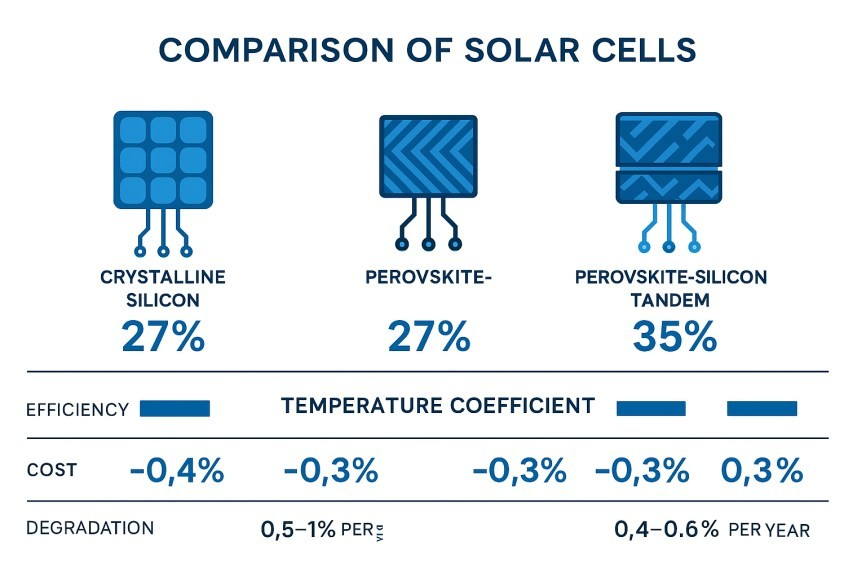 COMPARISON OF SOLAR CELLS
CRYSTALLINE
SILICON
27%
PEROVSKITE-
27%
PEROVSKITE-SILICON
TANDEM
35%
EFFICIENCY TEMPERATURE COEFFICIENT
COST −0,4% −0,3% −0,3% −0,3% 0,3%
DEGRADATION 0,5–1% PER 0,4–0.6% PER YEAR